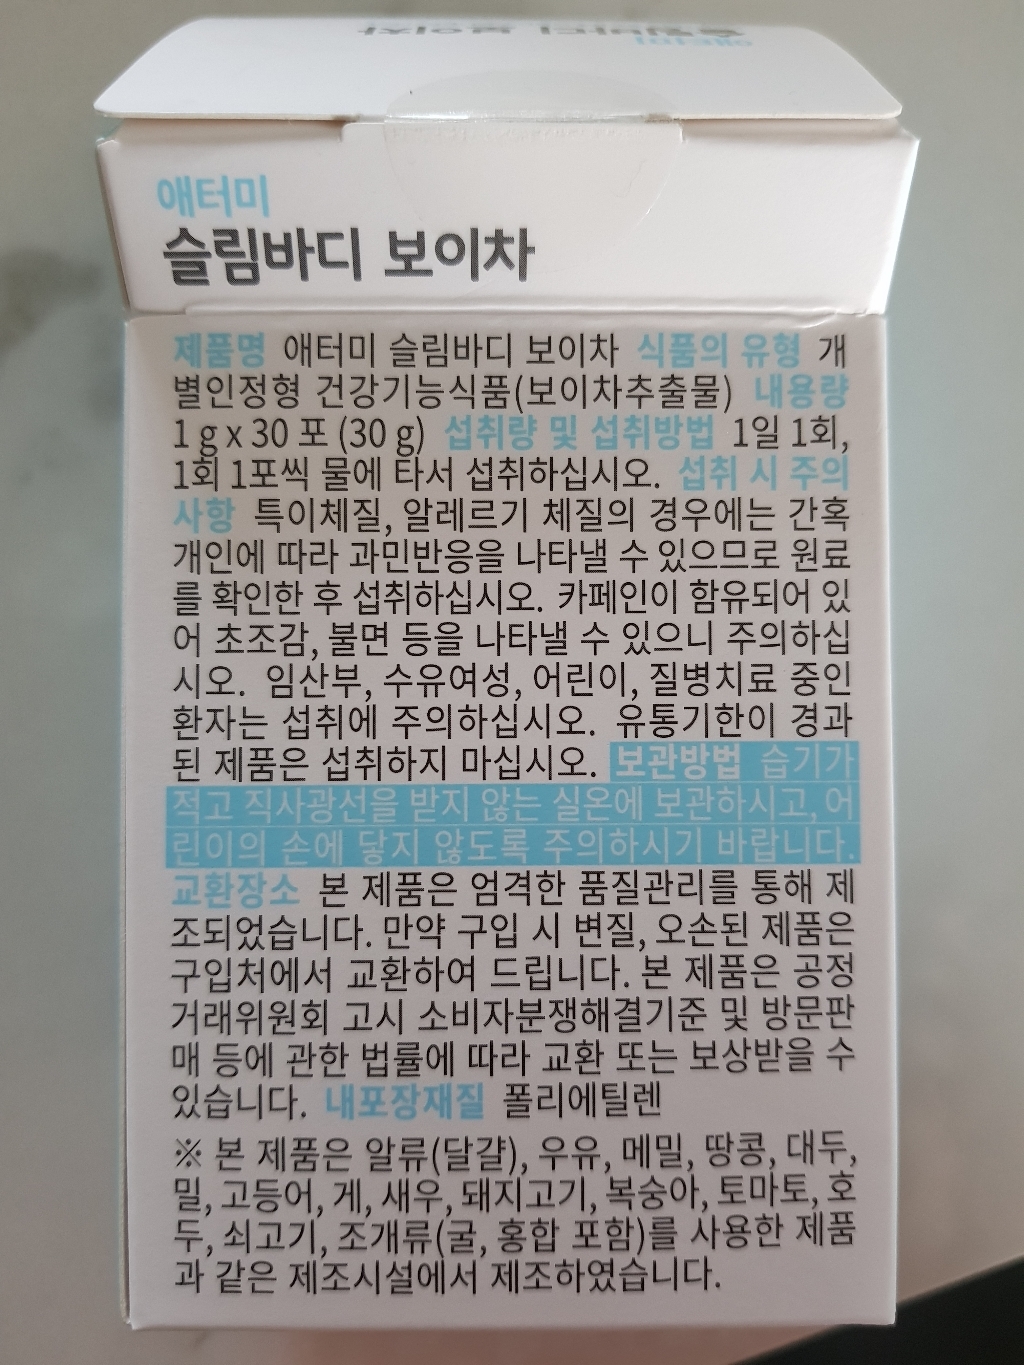 애터미
슬림바디 보이차
애터미
슬림바디 보이차
제품명 애터미 슬림바디 보이차 식품의 유형 개
별인정형 건강기능식품(보이차추출물) 내용량
1 g x 30 포 (30 g) 섭취량 및 섭취방법 1일 1회,
1회 1포씩 물에 타서 섭취하십시오. 섭취 시 주의
사항 특이체질, 알레르기 체질의 경우에는 간혹
개인에 따라 과민반응을 나타낼 수 있으므로 원료
를 확인한 후 섭취하십시오. 카페인이 함유되어 있
어 초조감, 불면 등을 나타낼 수 있으니 주의하십
시오. 임산부, 수유여성, 어린이, 질병치료 중인
환자는 섭취에 주의하십시오. 유통기한이 경과
된 제품은 섭취하지 마십시오. 보관방법 습기가
적고 직사광선을 받지 않는 실온에 보관하시고, 어
린이의 손에 닿지 않도록 주의하시기 바랍니다.
교환장소 본 제품은 엄격한 품질관리를 통해 제
조되었습니다. 만약 구입 시 변질, 오손된 제품은
구입처에서 교환하여 드립니다. 본 제품은 공정
거래위원회 고시 소비자분쟁해결기준 및 방문판
매 등에 관한 법률에 따라 교환 또는 보상받을 수
있습니다. 내포장재질 폴리에틸렌
※ 본 제품은 알류(달걀), 우유, 메밀, 땅콩, 대두,
밀, 고등어, 게, 새우, 돼지고기, 복숭아, 토마토, 호
두, 쇠고기, 조개류(굴, 홍합 포함)를 사용한 제품
과 같은 제조시설에서 제조하였습니다.